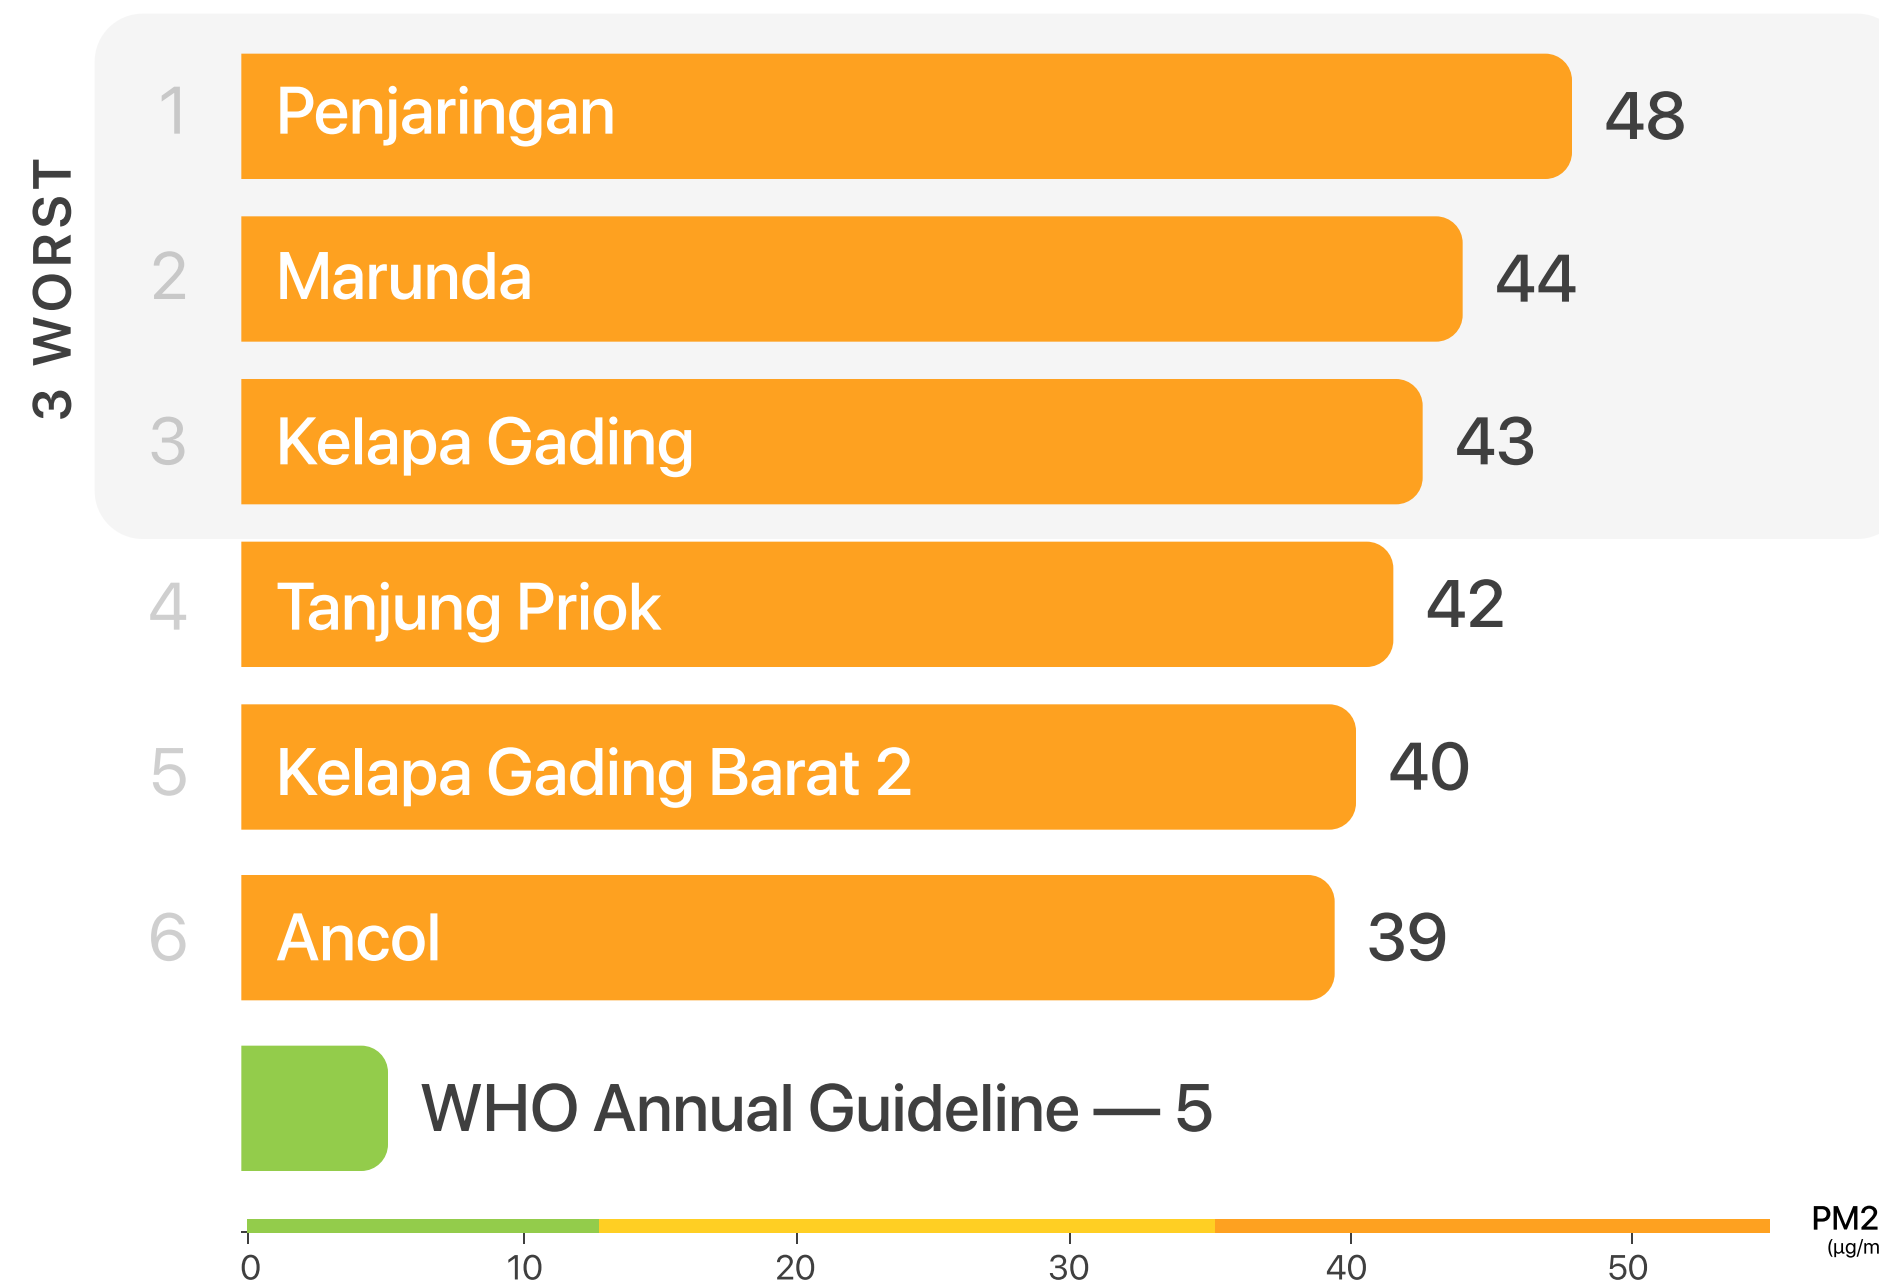 3 WORST
1 Penjaringan 48
2 Marunda 44
3 Kelapa Gading 43
4 Tanjung Priok 42
5 Kelapa Gading Barat 2 40
6 Ancol 39
WHO Annual Guideline — 5
PM2
(µg/m
0 10 20 30 40 50